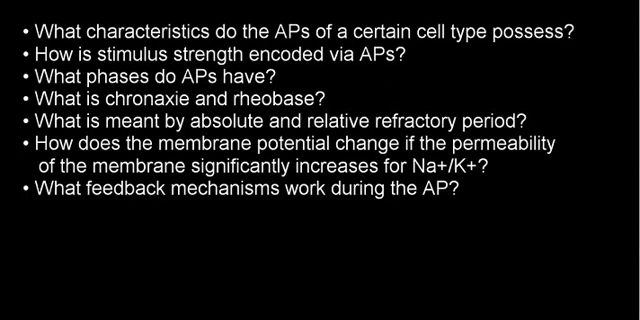 • What characteristics do the APs of a certain cell type possess?
• How is stimulus strength encoded via APs?
• What phases do APs have?
• What is chronaxie and rheobase?
• What is meant by absolute and relative refractory period?
• How does the membrane potential change if the permeability
of the membrane significantly increases for Na+/K+?
• What feedback mechanisms work during the AP?